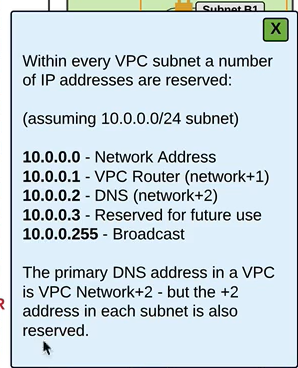 Subnet B1
X
Within every VPC subnet a number
of IP addresses are reserved:
(assuming 10.0.0.0/24 subnet)
10.0.0.0 - Network Address
10.0.0.1 - VPC Router (network+1)
10.0.0.2 - DNS (network+2)
10.0.0.3 - Reserved for future use
10.0.0.255 - Broadcast
The primary DNS address in a VPC
is VPC Network+2 - but the +2
address in each subnet is also
reserved.
R